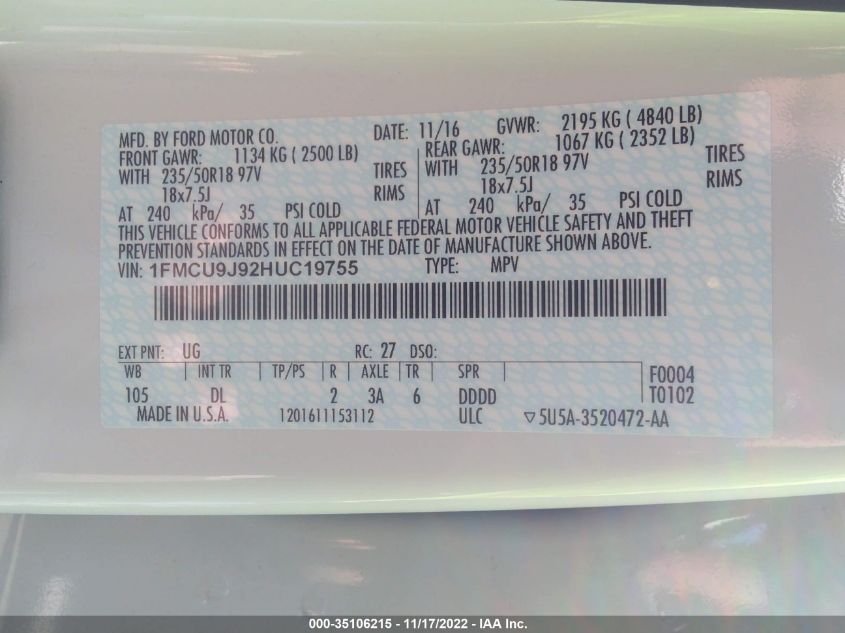 MFD. BY FORD MOTOR CO. DATE: 11/16 GVWR: 2195 KG ( 4840 LB)
FRONT GAWR: 1134 KG ( 2500 LB) REAR GAWR: 1067 KG ( 2352 LB)
WITH 235/50R18 97V TIRES WITH 235/50R18 97V TIRES
18x7.5J RIMS 18x7.5J RIMS
AT 240 kPa/ 35 PSI COLD AT 240 kPa/ 35 PSI COLD
THIS VEHICLE CONFORMS TO ALL APPLICABLE FEDERAL MOTOR VEHICLE SAFETY AND THEFT
PREVENTION STANDARDS IN EFFECT ON THE DATE OF MANUFACTURE SHOWN ABOVE.
VIN: 1FMCU9J92HUC19755 TYPE: MPV
EXT PNT: UG RC: 27 DSO:
WB INT TR TP/PS R AXLE TR SPR F0004
105 DL 2 3A 6 DDDD T0102
MADE IN U.S.A. 1201611153112 ULC ▽5U5A-3520472-AA
000-35106215 - 11/17/2022 - IAA Inc.